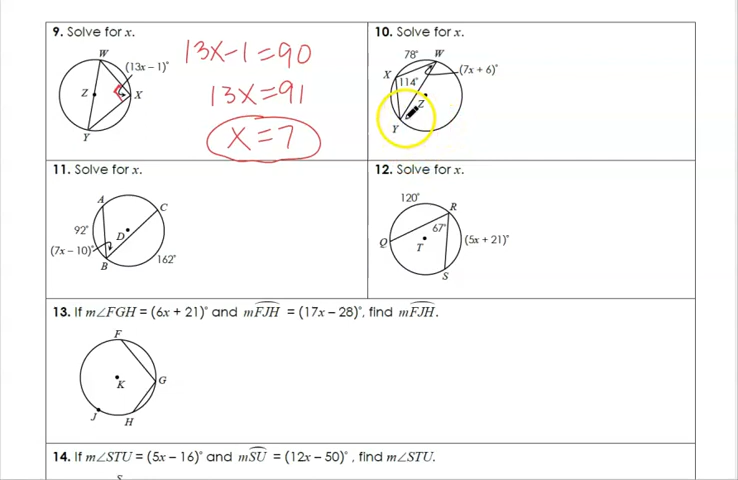 9. Solve for x.
W
(13x – 1)°
Z
X
Y
13x-1=90
13x=91
x=7
10. Solve for x.
78°
W
(7x + 6)°
X
114°
Z
Y
11. Solve for x.
A
C
92°
D
(7x – 10)°
B
162°
12. Solve for x.
120°
R
67°
Q
T
(5x + 21)°
S
13. If m∠FGH = (6x + 21)° and mFJH = (17x – 28)°, find mFJH.
F
K
G
J
H
14. If m∠STU = (5x – 16)° and mSU = (12x – 50)°, find m∠STU.
S